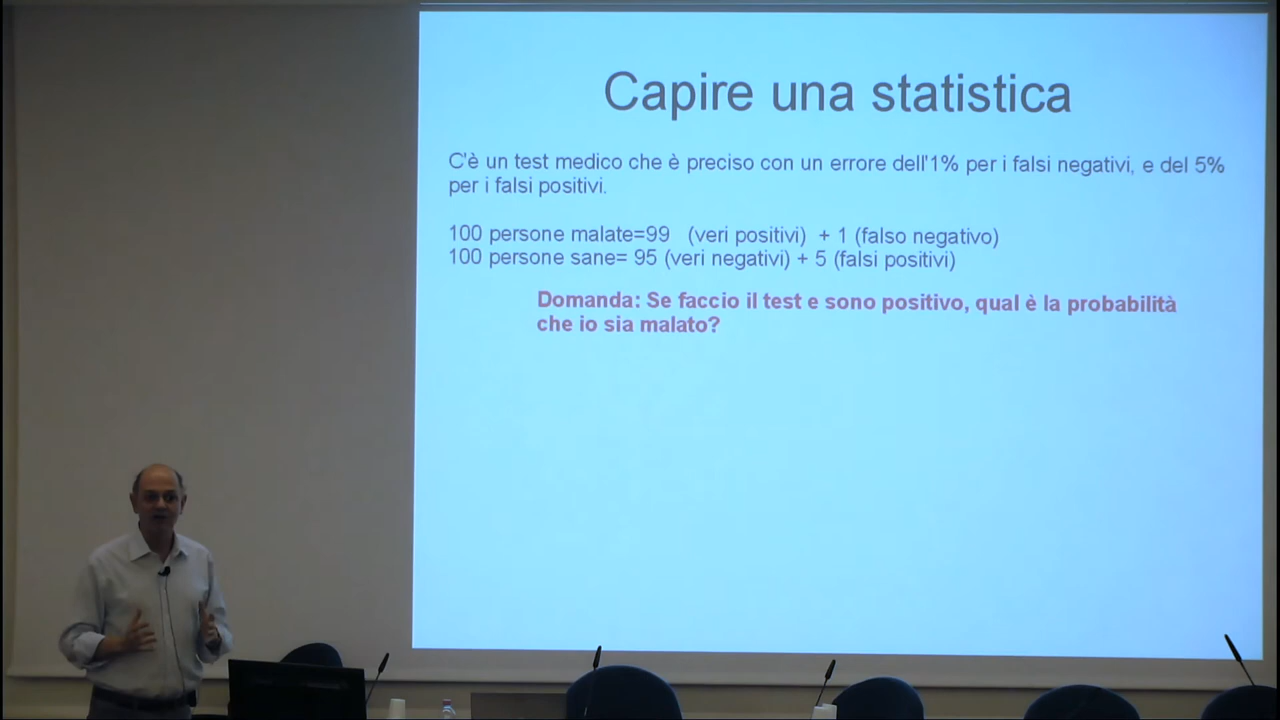 Capire una statistica
C'è un test medico che è preciso con un errore dell'1% per i falsi negativi, e del 5%
per i falsi positivi.
100 persone malate=99 (veri positivi) + 1 (falso negativo)
100 persone sane= 95 (veri negativi) + 5 (falsi positivi)
Domanda: Se faccio il test e sono positivo, qual è la probabilità
che io sia malato?